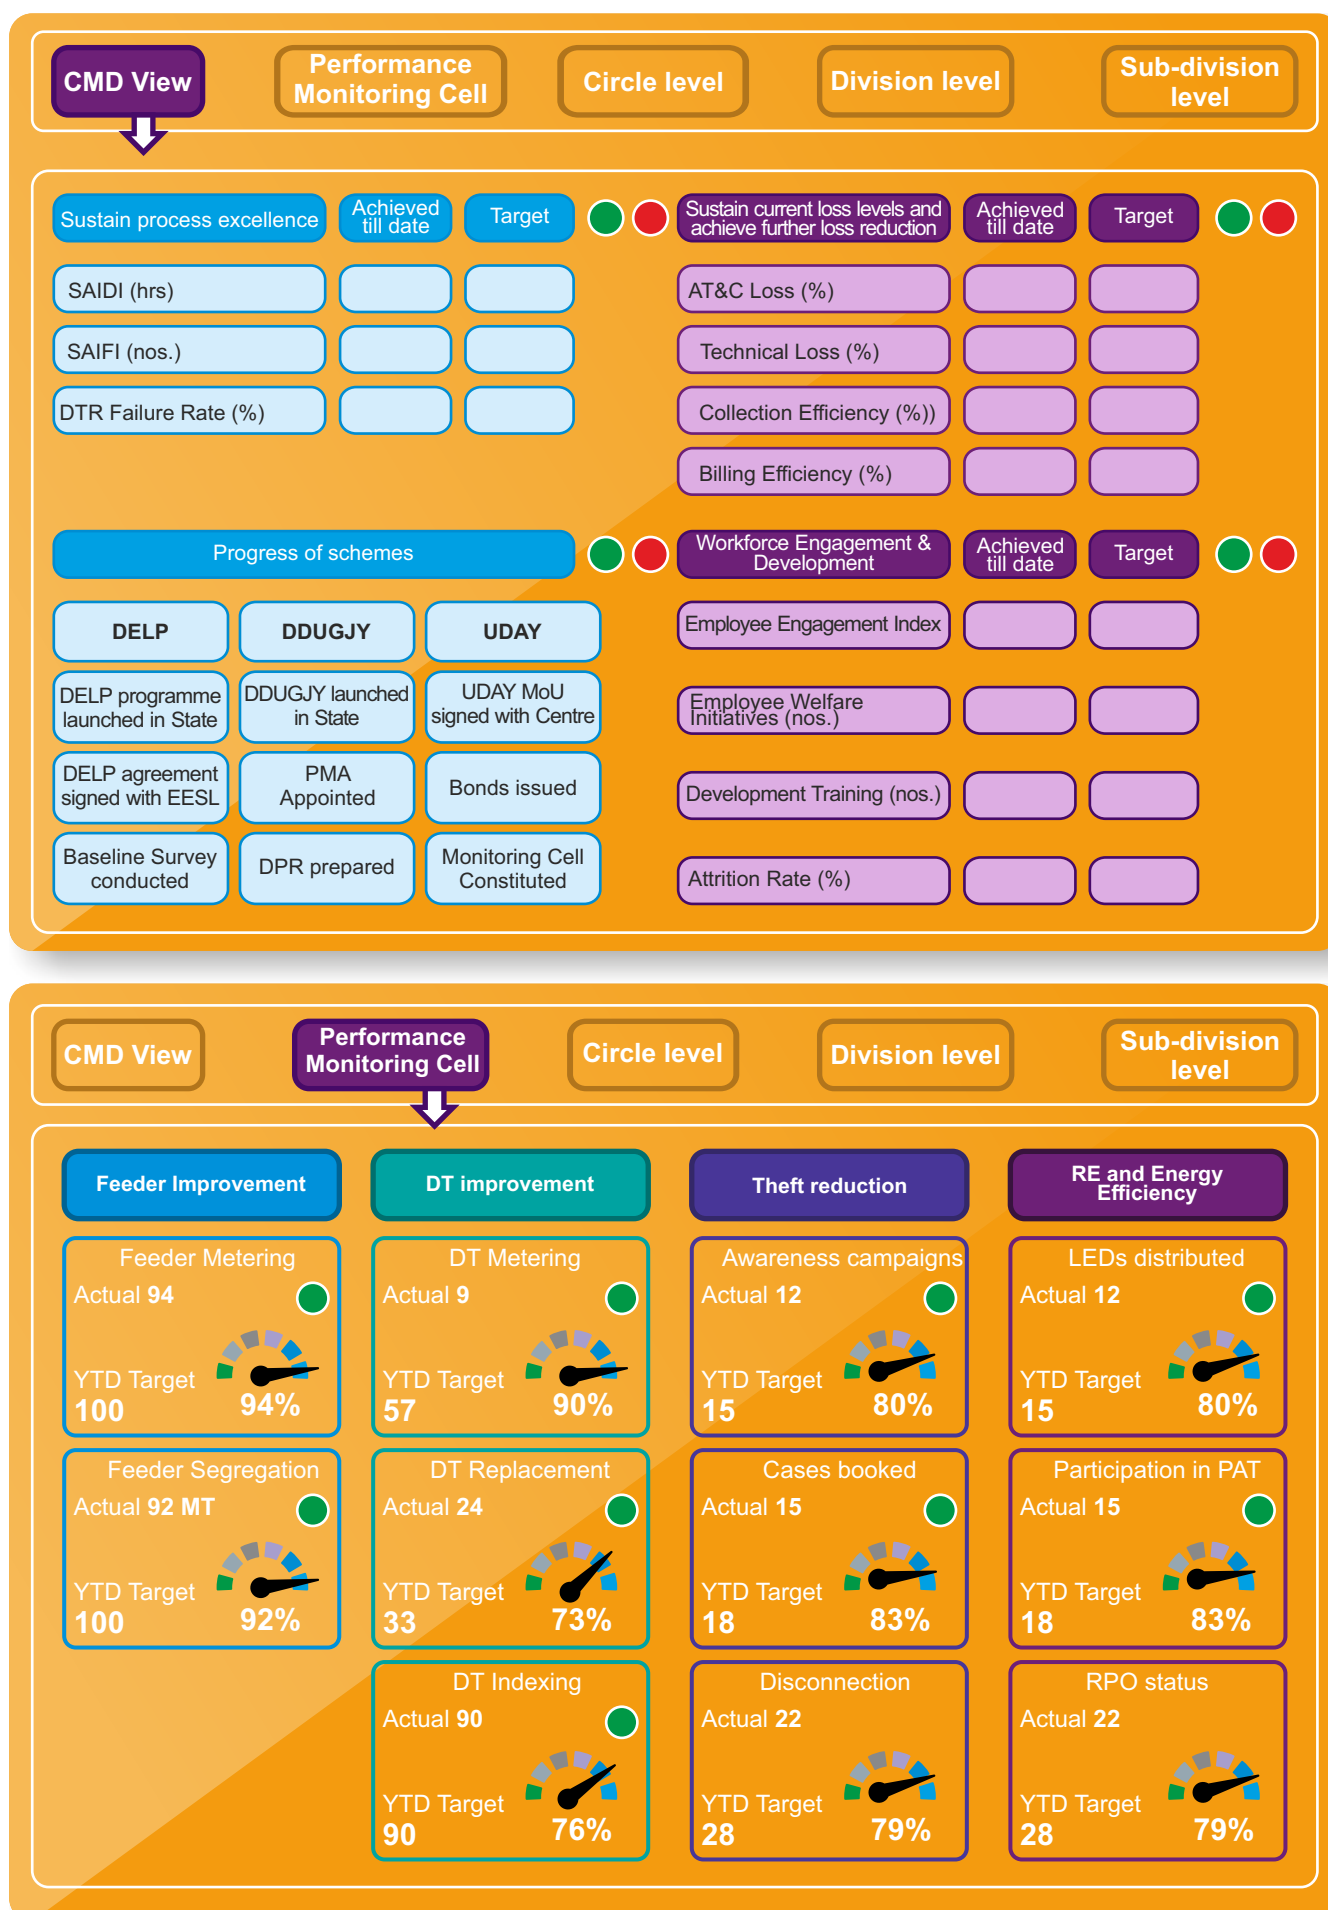 CMD View
Performance
Monitoring Cell
Circle level
Division level
Sub-division
level
Sustain process excellence
Achieved
till date
Target
SAIDI (hrs)
SAIFI (nos.)
DTR Failure Rate (%)
Sustain current loss levels and
achieve further loss reduction
Achieved
till date
Target
AT&C Loss (%)
Technical Loss (%)
Collection Efficiency (%))
Billing Efficiency (%)
Progress of schemes
DELP
DDUGJY
UDAY
DELP programme
launched in State
DDUGJY launched
in State
UDAY MoU
signed with Centre
DELP agreement
signed with EESL
PMA
Appointed
Bonds issued
Baseline Survey
conducted
DPR prepared
Monitoring Cell
Constituted
Workforce Engagement &
Development
Achieved
till date
Target
Employee Engagement Index
Employee Welfare
Initiatives (nos.)
Development Training (nos.)
Attrition Rate (%)
CMD View
Performance
Monitoring Cell
Circle level
Division level
Sub-division
level
Feeder Improvement
Feeder Metering
Actual 94
YTD Target
100
94%
Feeder Segregation
Actual 92 MT
YTD Target
100
92%
DT improvement
DT Metering
Actual 9
YTD Target
57
90%
DT Replacement
Actual 24
YTD Target
33
73%
DT Indexing
Actual 90
YTD Target
90
76%
Theft reduction
Awareness campaigns
Actual 12
YTD Target
15
80%
Cases booked
Actual 15
YTD Target
18
83%
Disconnection
Actual 22
YTD Target
28
79%
RE and Energy
Efficiency
LEDs distributed
Actual 12
YTD Target
15
80%
Participation in PAT
Actual 15
YTD Target
18
83%
RPO status
Actual 22
YTD Target
28
79%